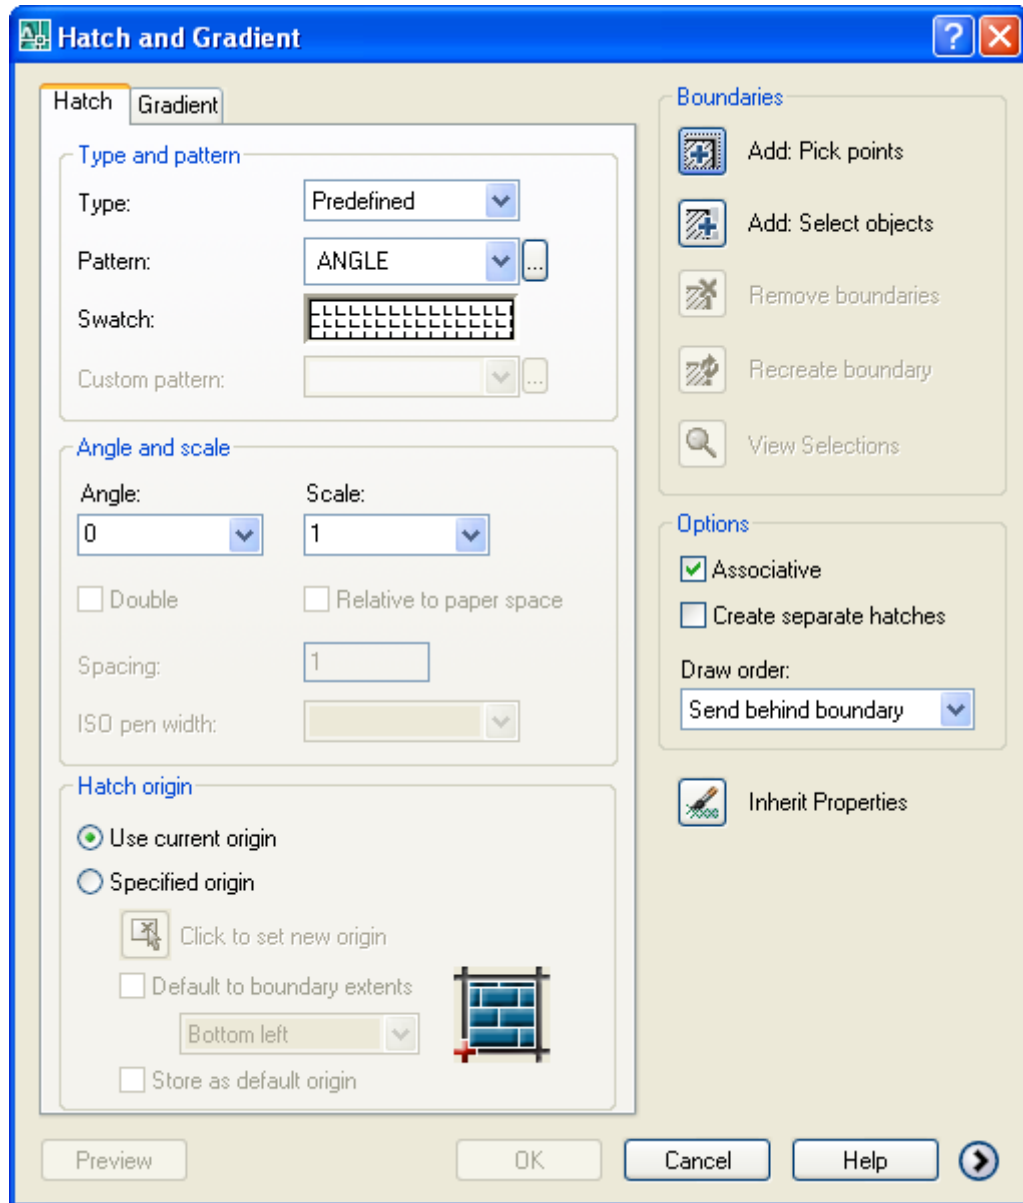 Hatch and Gradient
Hatch
Gradient
Type and pattern
Type:
Predefined
Pattern:
ANGLE
...
Swatch:
Custom pattern:
...
Angle and scale
Angle:
Scale:
0
1
Double
Relative to paper space
Spacing:
1
ISO pen width:
Hatch origin
Use current origin
Specified origin
Click to set new origin
Default to boundary extents
Bottom left
Store as default origin
Boundaries
Add: Pick points
Add: Select objects
Remove boundaries
Recreate boundary
View Selections
Options
Associative
Create separate hatches
Draw order:
Send behind boundary
Inherit Properties
Preview
OK
Cancel
Help